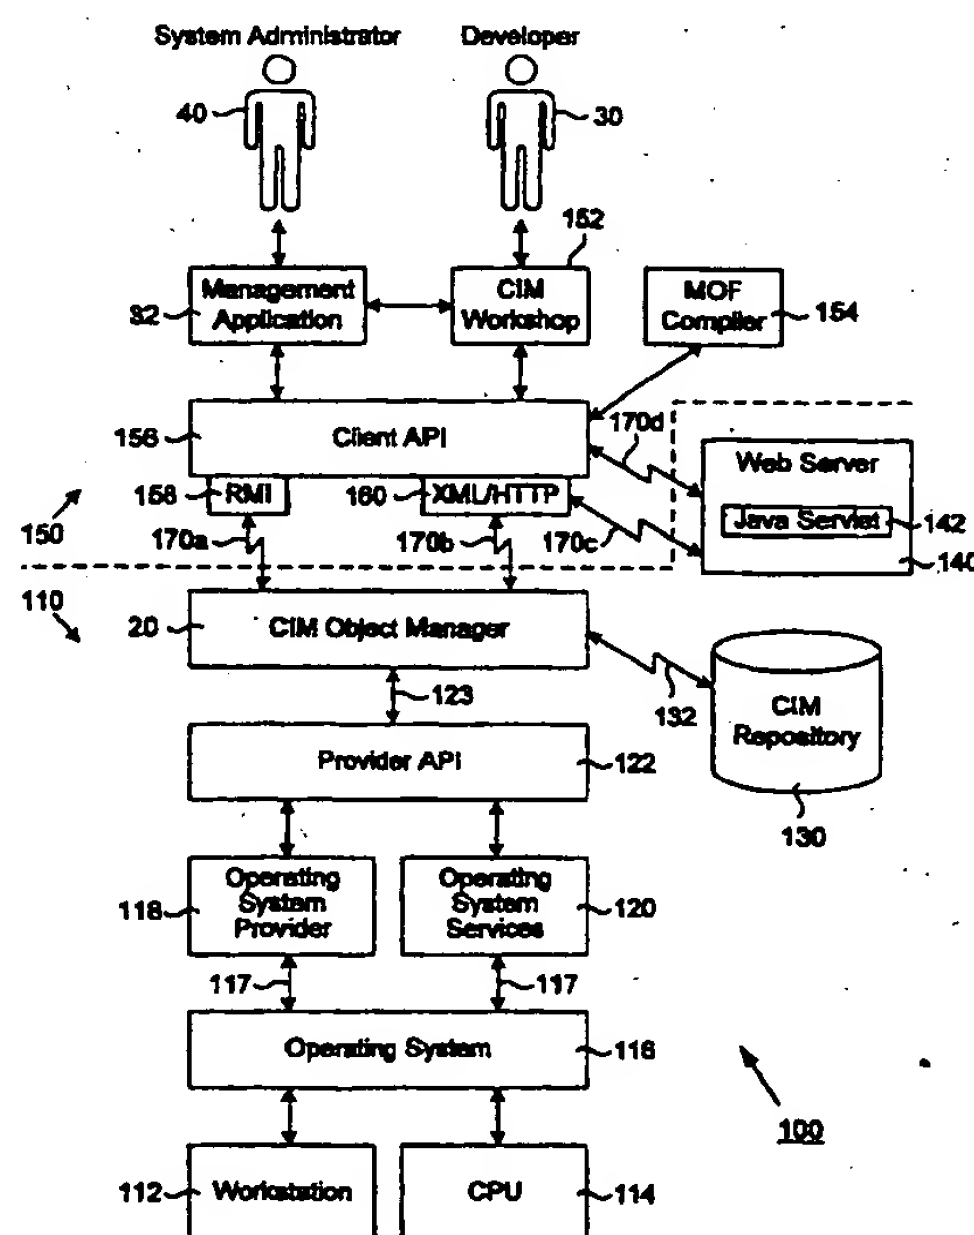 System Administrator
Developer
40
30
152
Management
Application
32
CIM
Workshop
MOF
Compiler
154
156
Client API
170d
Web Server
158
RMI
160
XML/HTTP
Java Servlet
142
150
170a
170b
170c
140
110
20
CIM Object Manager
123
132
CIM
Repository
Provider API
122
130
118
Operating
System
Provider
Operating
System
Services
120
117
117
Operating System
116
100
112
Workstation
CPU
114